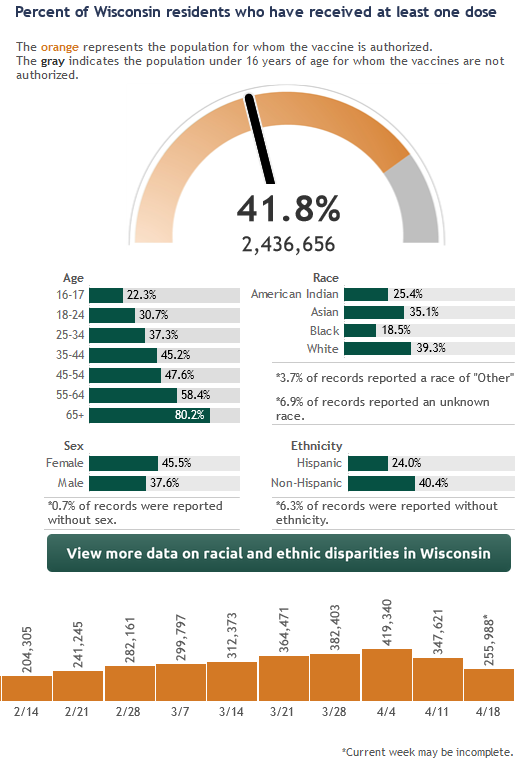 Percent of Wisconsin residents who have received at least one dose
The orange represents the population for whom the vaccine is authorized.
The gray indicates the population under 16 years of age for whom the vaccines are not
authorized.
41.8%
2,436,656
Age
16-17 22.3%
18-24 30.7%
25-34 37.3%
35-44 45.2%
45-54 47.6%
55-64 58.4%
65+ 80.2%
Race
American Indian 25.4%
Asian 35.1%
Black 18.5%
White 39.3%
*3.7% of records reported a race of "Other"
*6.9% of records reported an unknown
race.
Sex
Female 45.5%
Male 37.6%
*0.7% of records were reported
without sex.
Ethnicity
Hispanic 24.0%
Non-Hispanic 40.4%
*6.3% of records were reported without
ethnicity.
View more data on racial and ethnic disparities in Wisconsin
204,305 241,245 282,161 299,797 312,373 364,471 382,403 419,340 347,621 255,988*
2/14 2/21 2/28 3/7 3/14 3/21 3/28 4/4 4/11 4/18
*Current week may be incomplete.